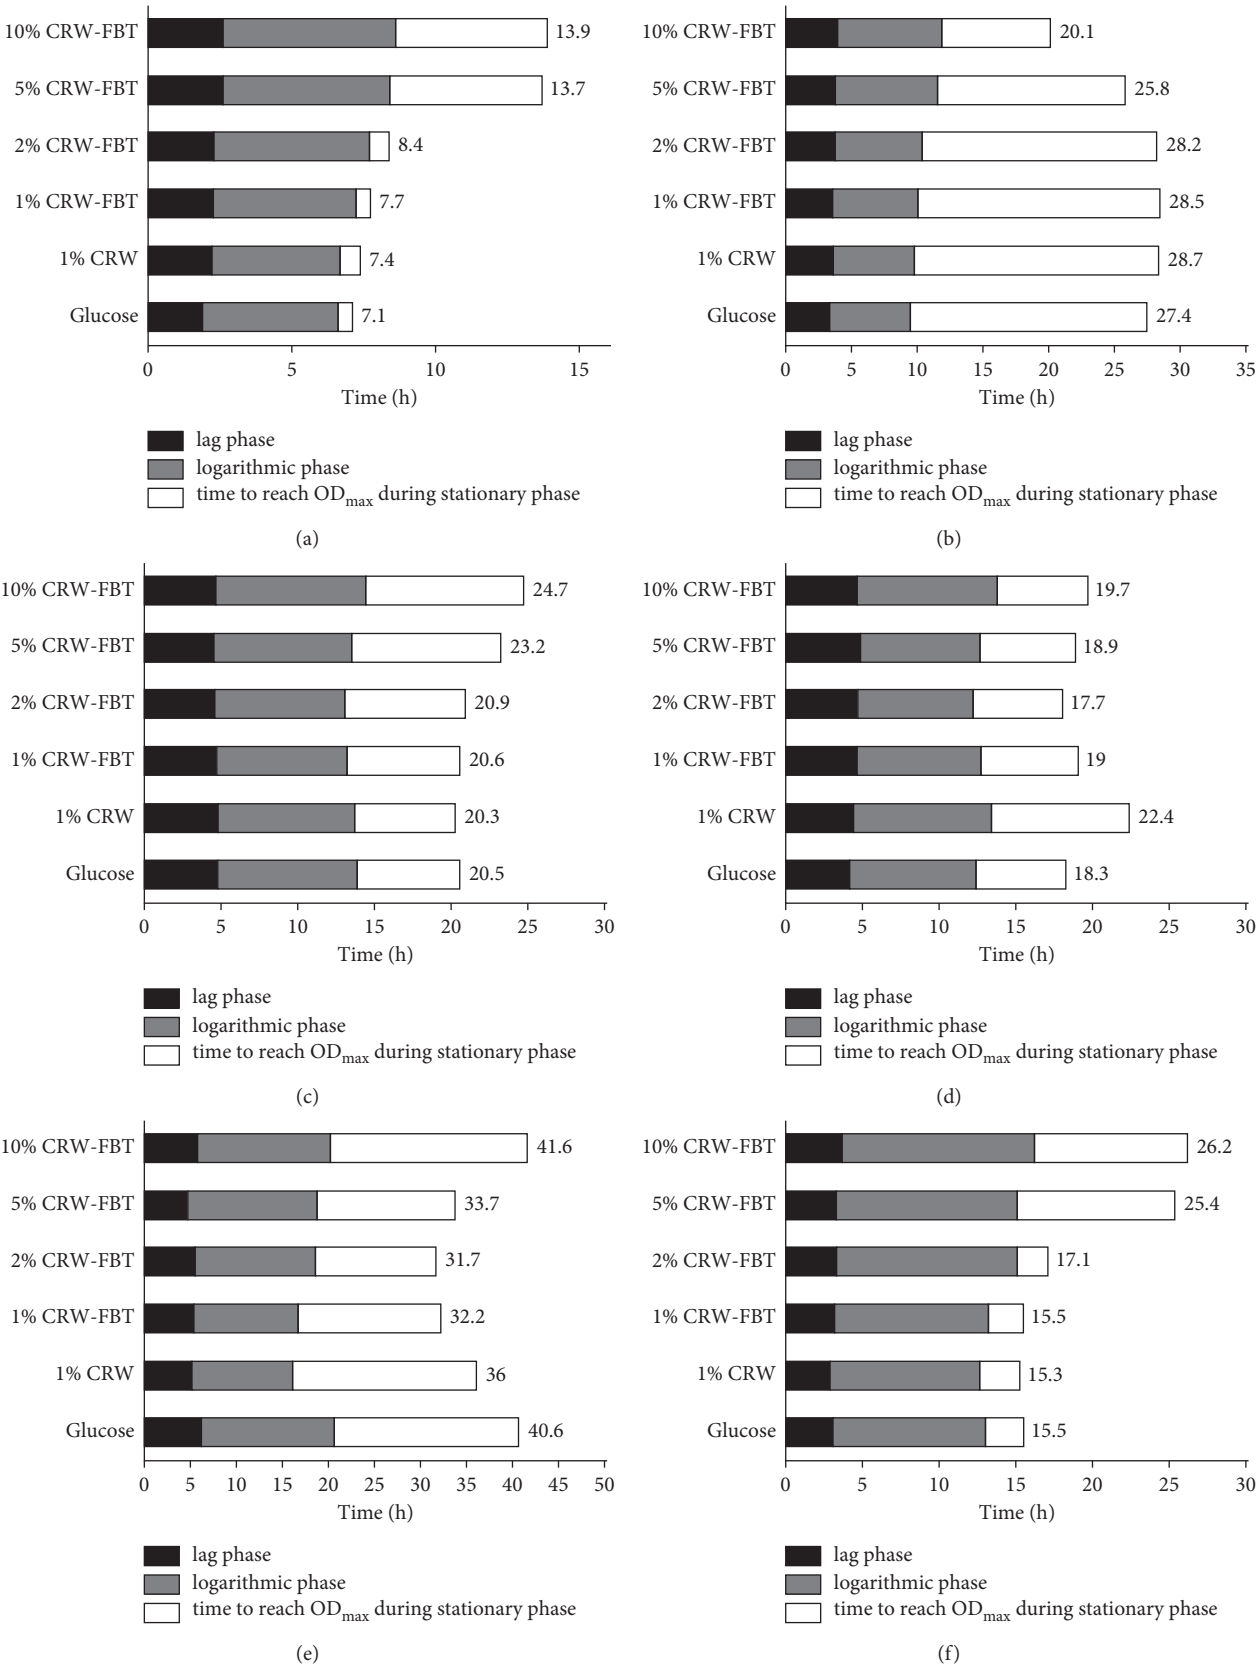 10% CRW-FBT 13.9
5% CRW-FBT 13.7
2% CRW-FBT 8.4
1% CRW-FBT 7.7
1% CRW 7.4
Glucose 7.1
0 5 10 15
Time (h)
lag phase
logarithmic phase
time to reach ODmax during stationary phase
(a)
10% CRW-FBT 20.1
5% CRW-FBT 25.8
2% CRW-FBT 28.2
1% CRW-FBT 28.5
1% CRW 28.7
Glucose 27.4
0 5 10 15 20 25 30 35
Time (h)
lag phase
logarithmic phase
time to reach ODmax during stationary phase
(b)
10% CRW-FBT 24.7
5% CRW-FBT 23.2
2% CRW-FBT 20.9
1% CRW-FBT 20.6
1% CRW 20.3
Glucose 20.5
0 5 10 15 20 25 30
Time (h)
lag phase
logarithmic phase
time to reach ODmax during stationary phase
(c)
10% CRW-FBT 19.7
5% CRW-FBT 18.9
2% CRW-FBT 17.7
1% CRW-FBT 19
1% CRW 22.4
Glucose 18.3
0 5 10 15 20 25 30
Time (h)
lag phase
logarithmic phase
time to reach ODmax during stationary phase
(d)
10% CRW-FBT 41.6
5% CRW-FBT 33.7
2% CRW-FBT 31.7
1% CRW-FBT 32.2
1% CRW 36
Glucose 40.6
0 5 10 15 20 25 30 35 40 45 50
Time (h)
lag phase
logarithmic phase
time to reach ODmax during stationary phase
(e)
10% CRW-FBT 26.2
5% CRW-FBT 25.4
2% CRW-FBT 17.1
1% CRW-FBT 15.5
1% CRW 15.3
Glucose 15.5
0 5 10 15 20 25 30
Time (h)
lag phase
logarithmic phase
time to reach ODmax during stationary phase
(f)